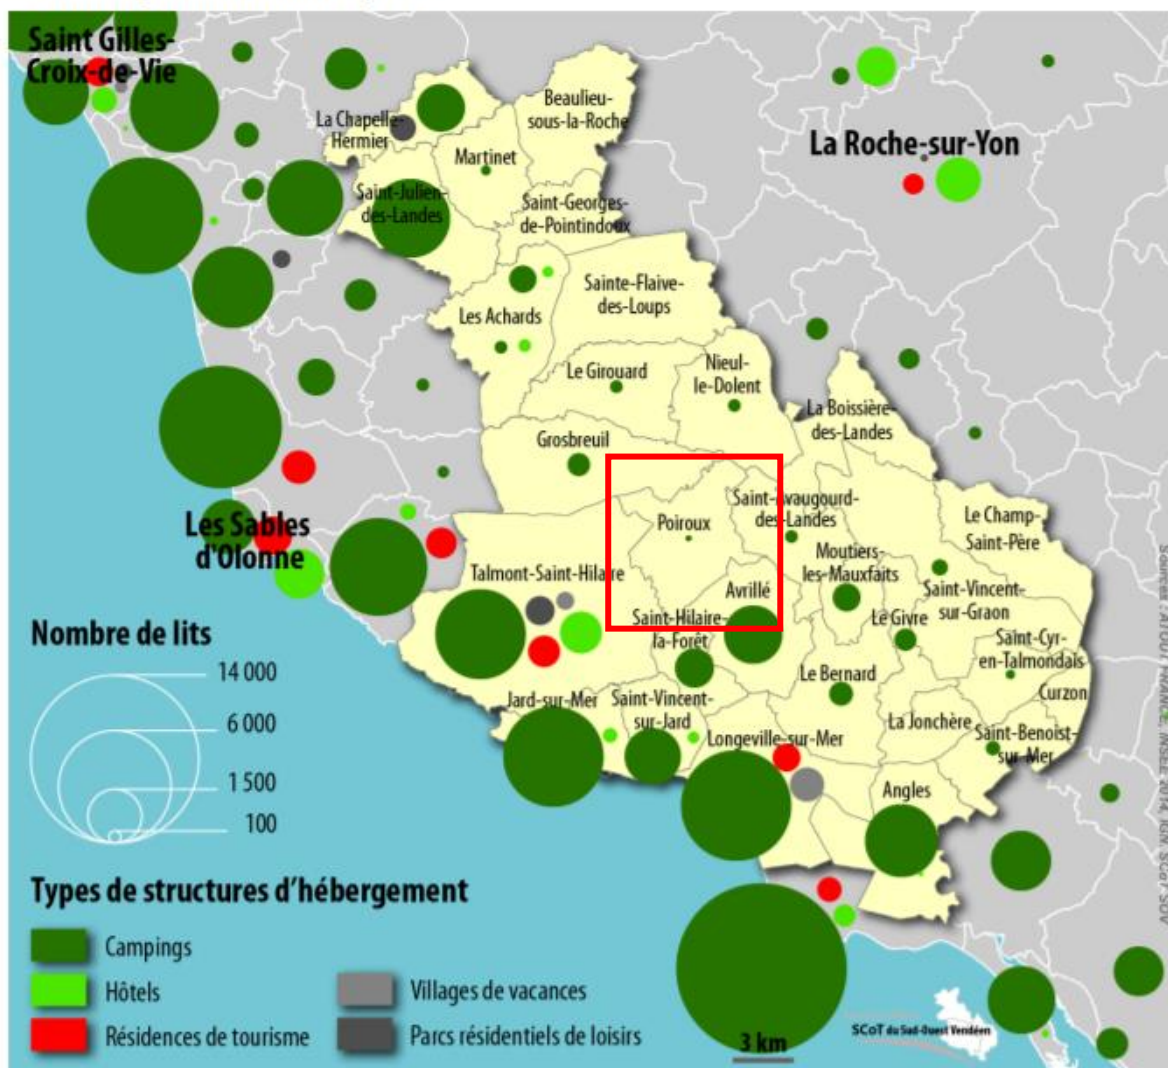 Saint Gilles-
Croix-de-Vie
La Chapelle-
Hermier
Beaulieu-
sous-la-Roche
Martinet
La Roche-sur-Yon
Saint-Julien-
des-Landes
Saint-Georges-
de-Pointindoux
Sainte-Flaive-
des-Loups
Les Achards
Le Girouard
Nieul-
le-Dolent
La Boissière-
des-Landes
Grosbreuil
Poiroux
Saint-Avaugourd-
des-Landes
Le Champ-
Saint-Père
Les Sables
d'Olonne
Talmont-Saint-Hilaire
Moutiers-
les-Mauxfaits
Avrillé
Saint-Vincent-
sur-Graon
Saint-Hilaire-
la-Forêt
Le Givre
Saint-Cyr-
en-Talmondais
Le Bernard
Curzon
Jard-sur-Mer
Saint-Vincent-
sur-Jard
La Jonchère
Saint-Benoist-
sur-Mer
Longeville-sur-Mer
Angles
Nombre de lits
14 000
6 000
1 500
100
Types de structures d'hébergement
Campings
Hôtels
Résidences de tourisme
Villages de vacances
Parcs résidentiels de loisirs
3 km
SCoT du Sud-Ouest Vendéen